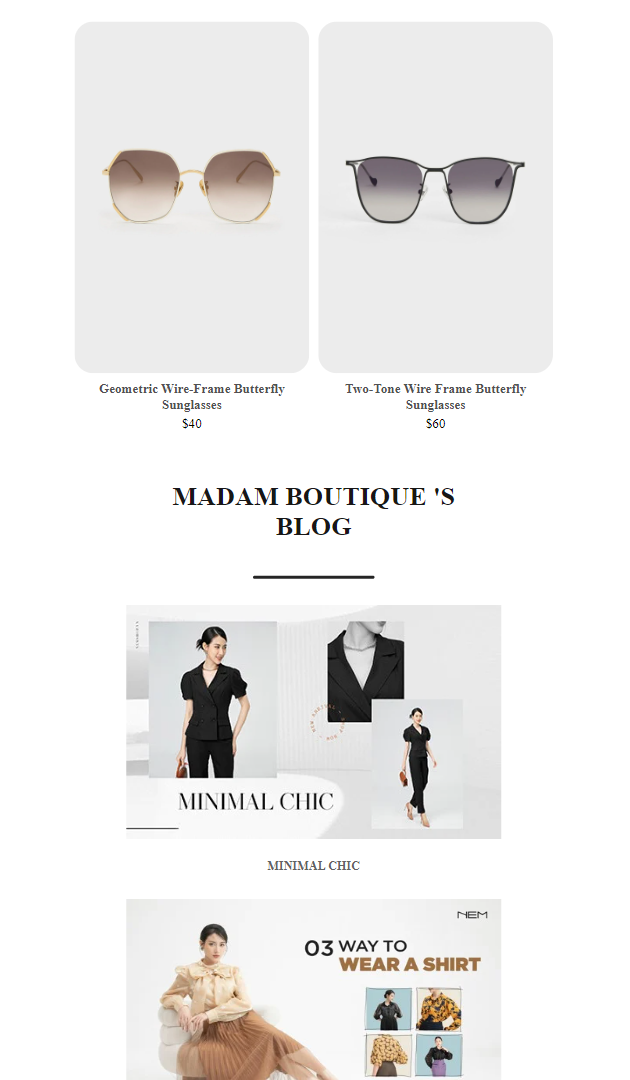 Geometric Wire-Frame Butterfly
Sunglasses
$40
Two-Tone Wire Frame Butterfly
Sunglasses
$60
MADAM BOUTIQUE 'S
BLOG
MINIMAL CHIC
MINIMAL CHIC
NEM
03 WAY TO
WEAR A SHIRT